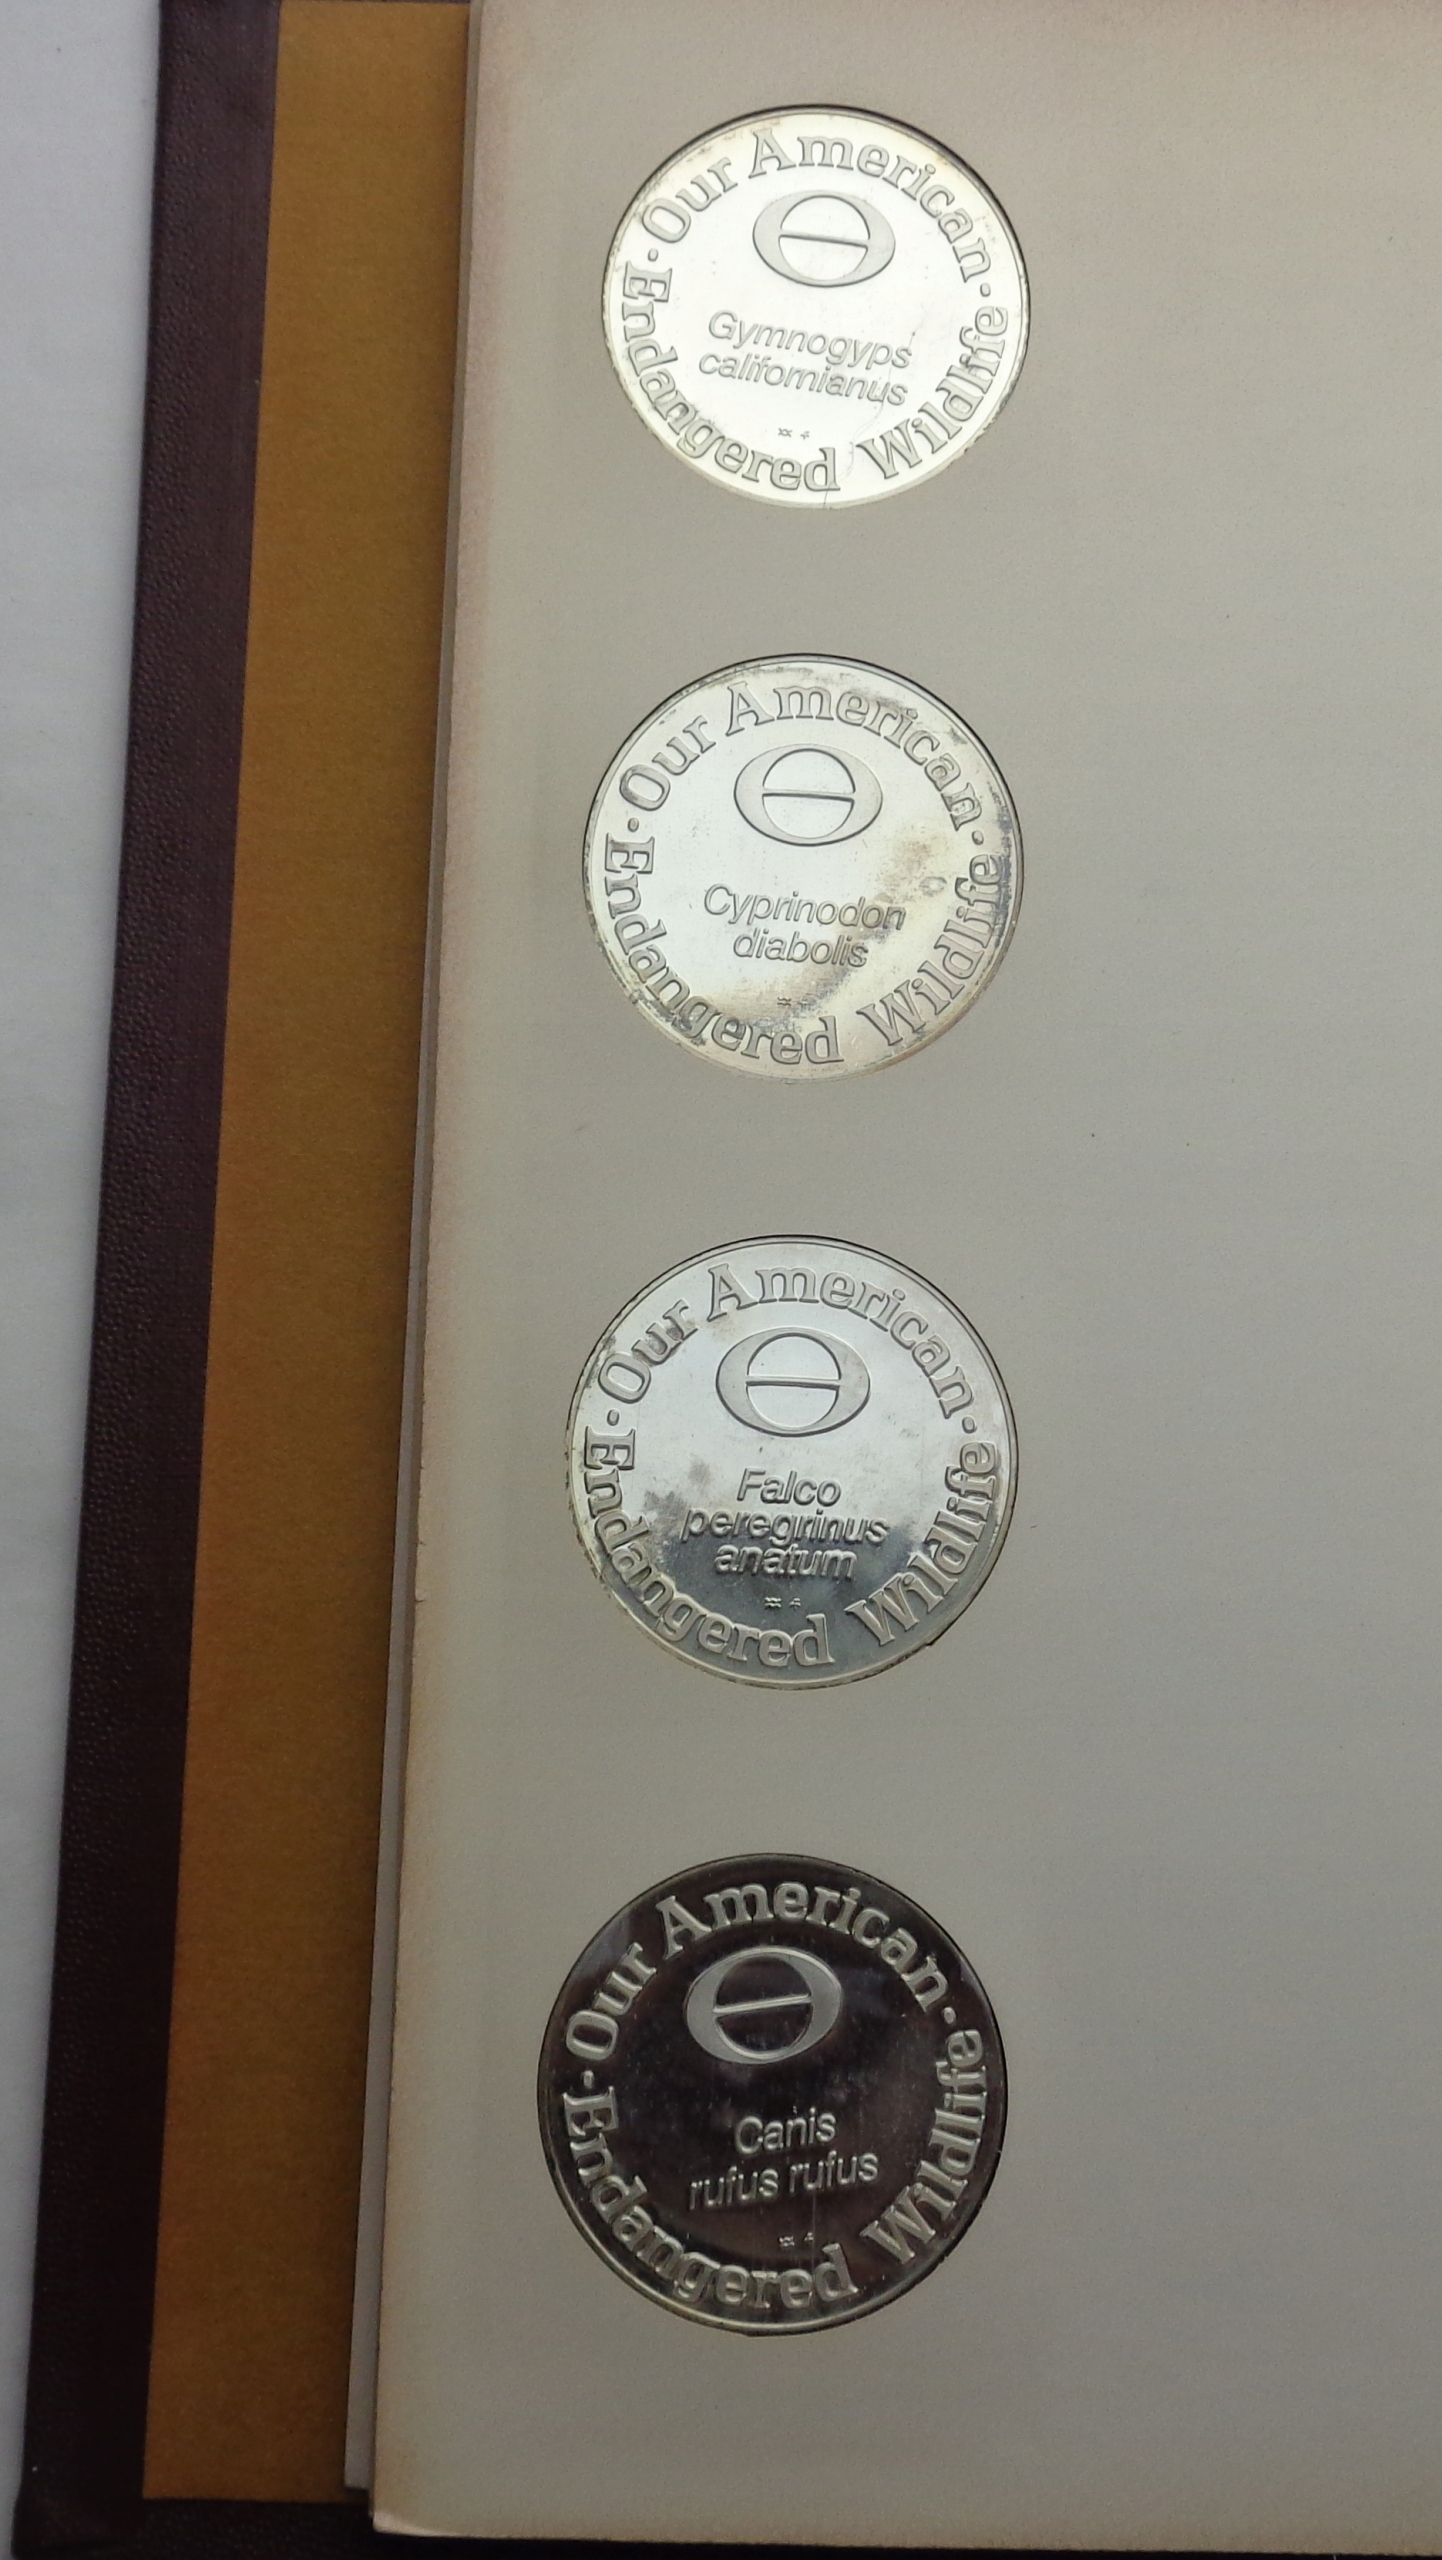 Our American
Gymnogyps
californianus
Endangered Wildlife
Our American
Cyprinodon
diabolis
Endangered Wildlife
Our American
Falco
peregrinus
anatum
Endangered Wildlife
Our American
Canis
rufus rufus
Endangered Wildlife